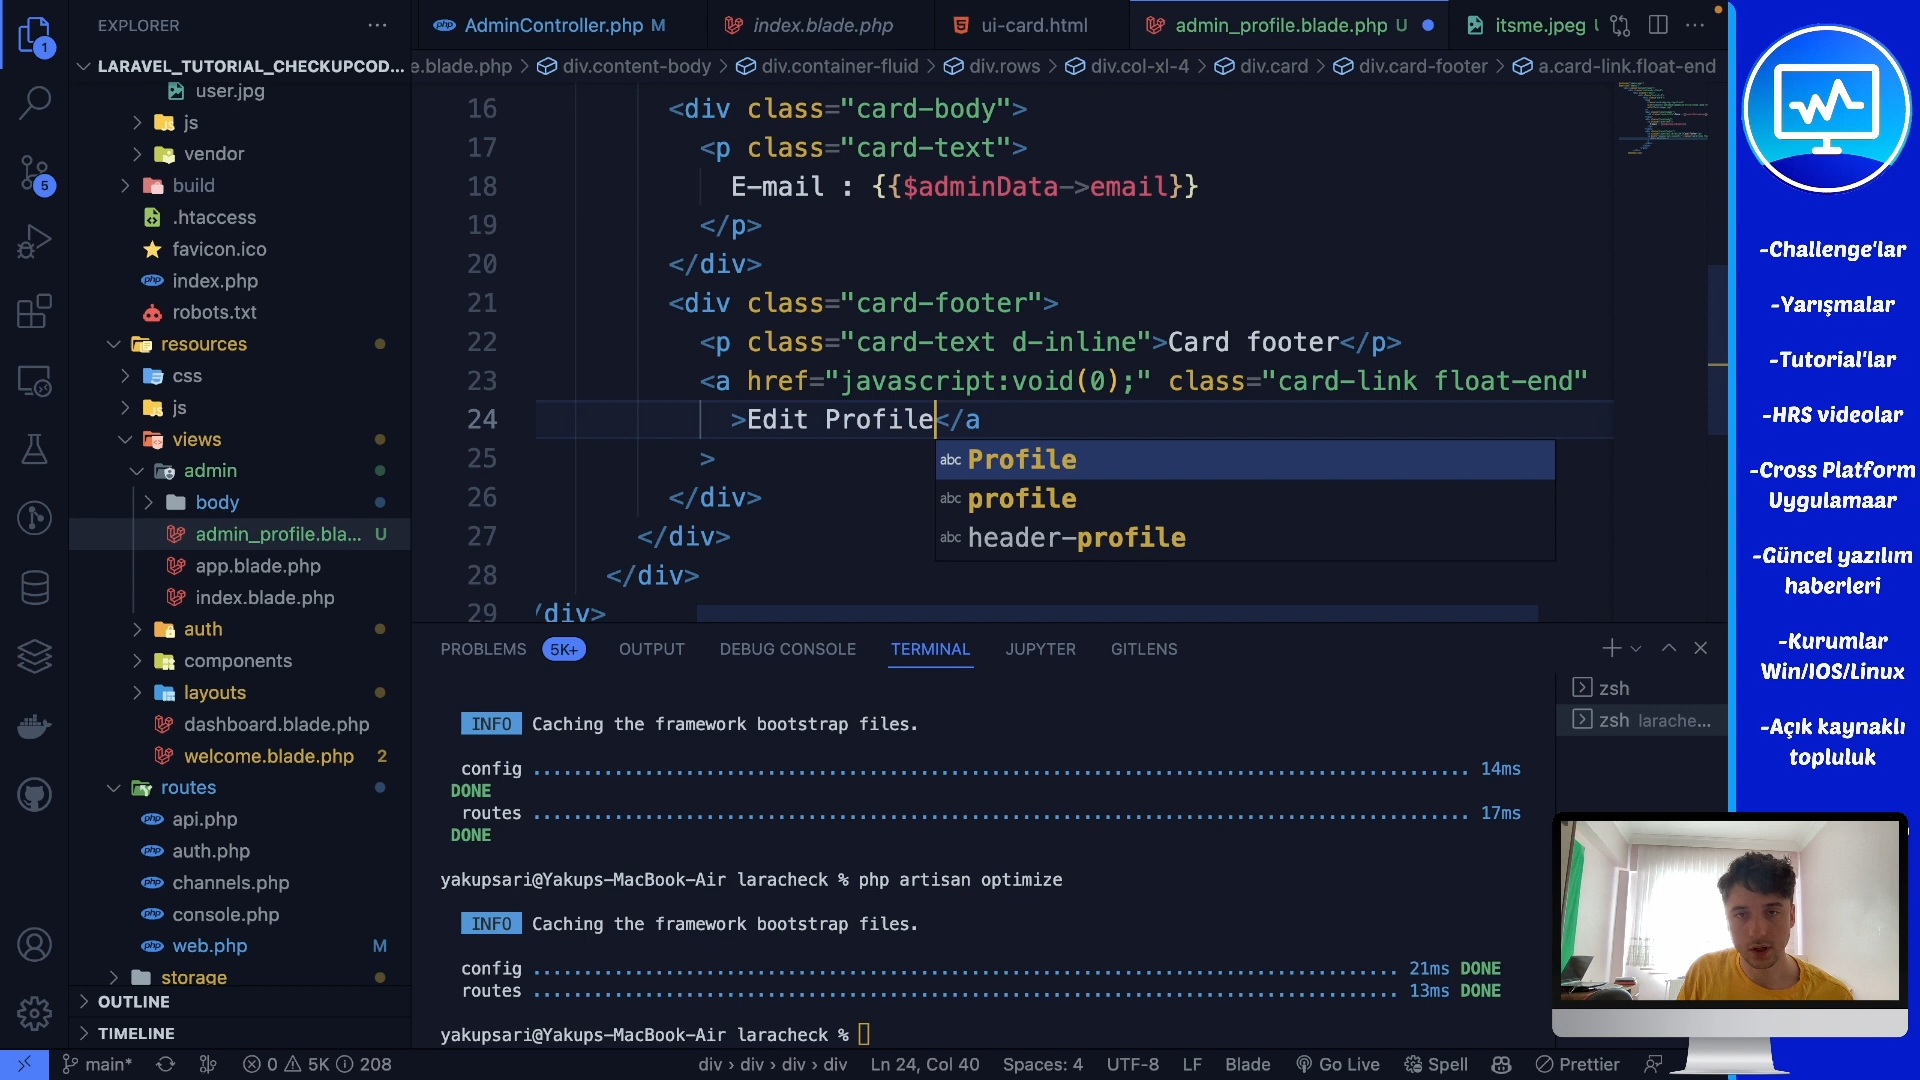 EXPLORER
LARAVEL_TUTORIAL_CHECKUPCOD...
user.jpg
js
vendor
build
.htaccess
favicon.ico
index.php
robots.txt
resources
css
js
views
admin
body
admin_profile.bla... U
app.blade.php
index.blade.php
auth
components
layouts
dashboard.blade.php
welcome.blade.php 2
routes
api.php
auth.php
channels.php
console.php
web.php M
storage
OUTLINE
TIMELINE
1
5
AdminController.php M
index.blade.php
ui-card.html
admin_profile.blade.php U
itsme.jpeg
e.blade.php > div.content-body > div.container-fluid > div.rows > div.col-xl-4 > div.card > div.card-footer > a.card-link.float-end
16 <div class="card-body">
17 <p class="card-text">
18 E-mail : {{$adminData->email}}
19 </p>
20 </div>
21 <div class="card-footer">
22 <p class="card-text d-inline">Card footer</p>
23 <a href="javascript:void(0);" class="card-link float-end"
24 >Edit Profile</a
25 >
26 </div>
27 </div>
28 </div>
29 /div>
abc Profile
abc profile
abc header-profile
PROBLEMS 5K+ OUTPUT DEBUG CONSOLE TERMINAL JUPYTER GITLENS
INFO Caching the framework bootstrap files.
config ........ 14ms
DONE
routes ........ 17ms
DONE
yakupsari@Yakups-MacBook-Air laracheck % php artisan optimize
INFO Caching the framework bootstrap files.
config ........ 21ms DONE
routes ........ 13ms DONE
yakupsari@Yakups-MacBook-Air laracheck %
zsh
zsh larache...
main* 0 5K 208
div > div > div > div Ln 24, Col 40 Spaces: 4 UTF-8 LF Blade Go Live Spell Prettier
-Challenge'lar
-Yarışmalar
-Tutorial'lar
-HRS videolar
-Cross Platform
Uygulamaar
-Güncel yazılım
haberleri
-Kurumlar
Win/IOS/Linux
-Açık kaynaklı
topluluk